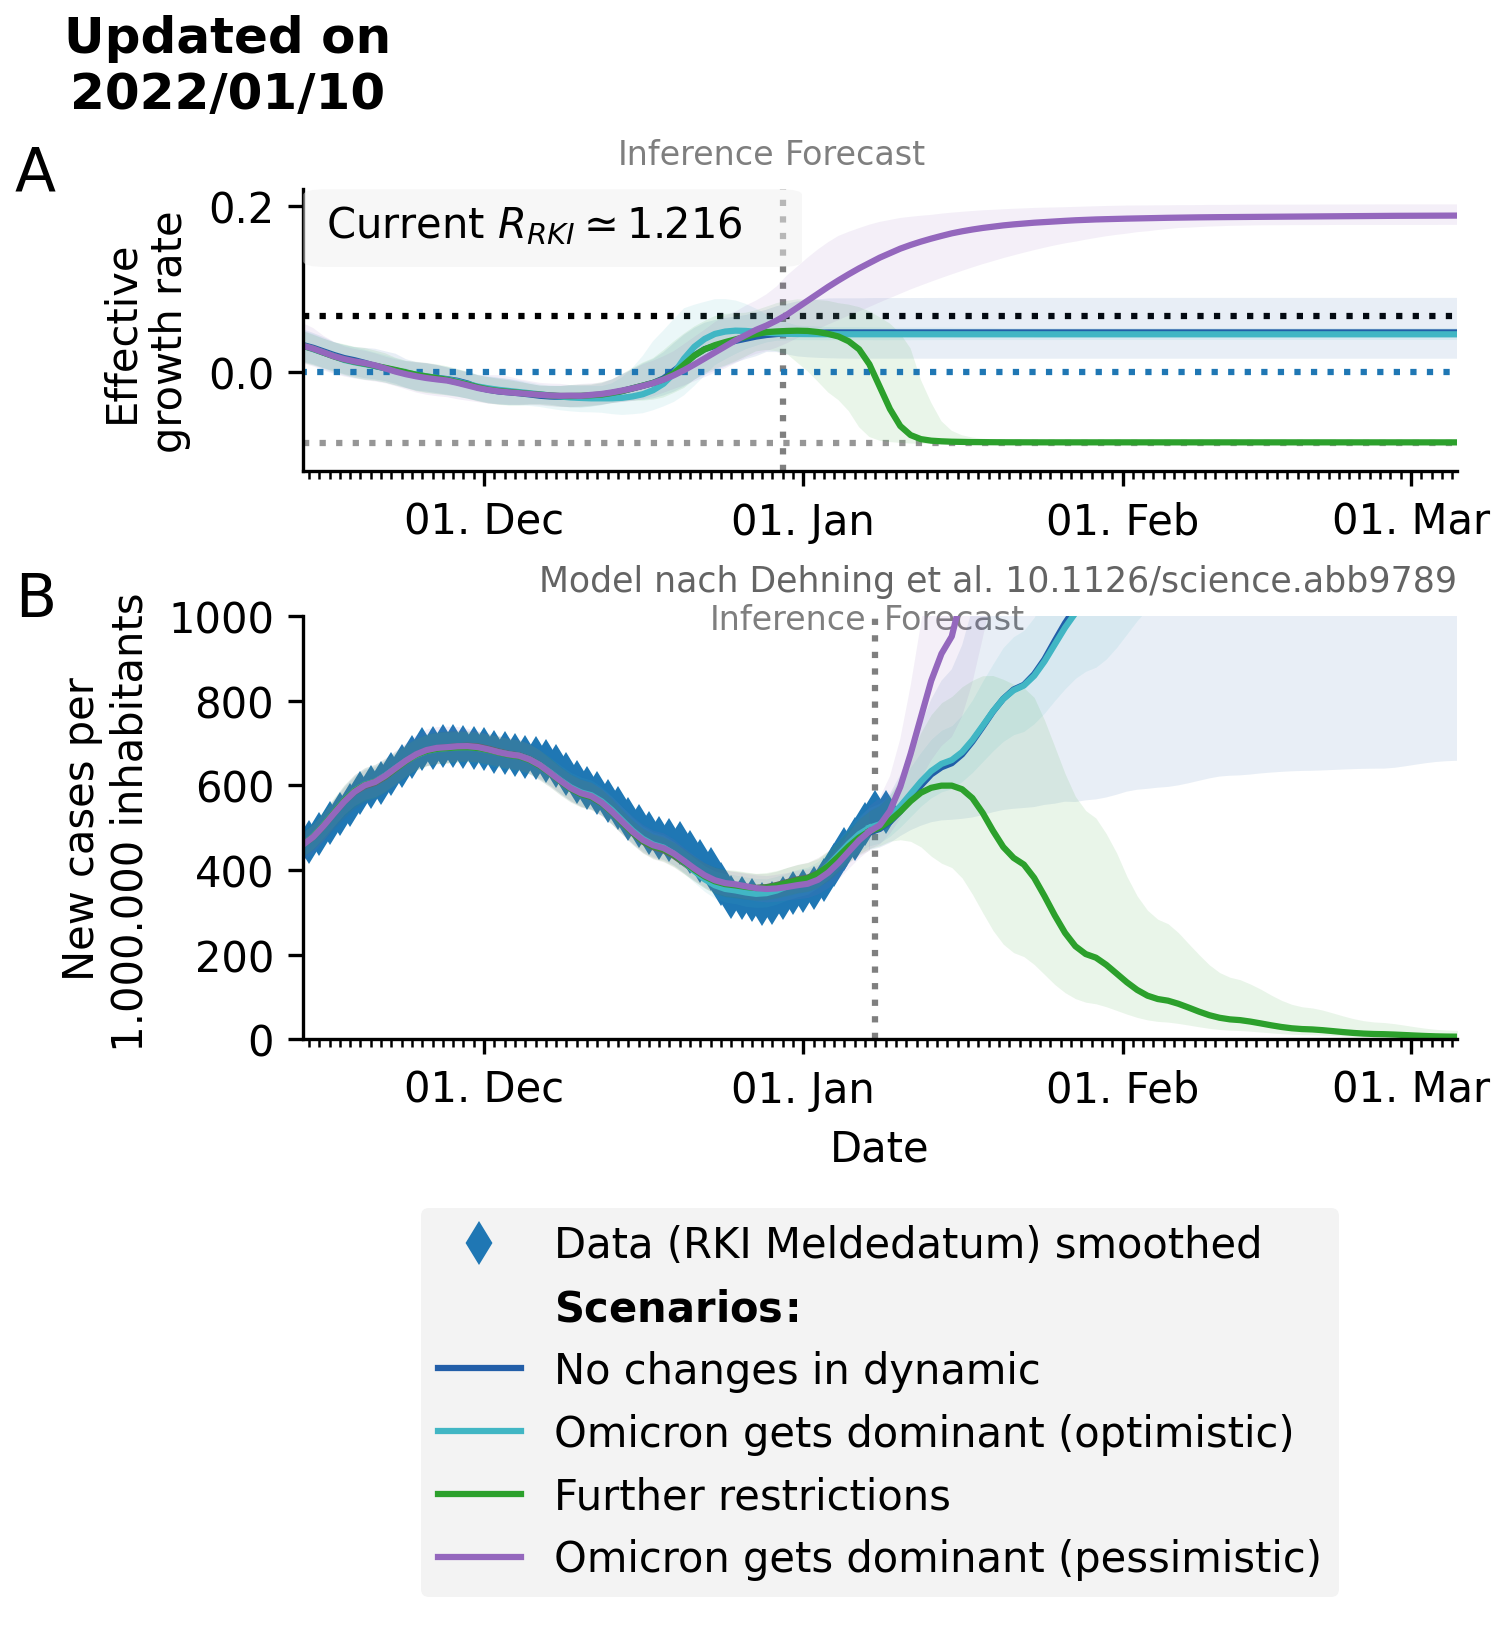 Updated on
2022/01/10
A
Inference Forecast
Current R_RKI ≃ 1.216
Effective
growth rate
0.2
0.0
01. Dec
01. Jan
01. Feb
01. Mar
B
Model nach Dehning et al. 10.1126/science.abb9789
Inference Forecast
New cases per
1.000.000 inhabitants
1000
800
600
400
200
0
01. Dec
01. Jan
01. Feb
01. Mar
Date
Data (RKI Meldedatum) smoothed
Scenarios:
No changes in dynamic
Omicron gets dominant (optimistic)
Further restrictions
Omicron gets dominant (pessimistic)